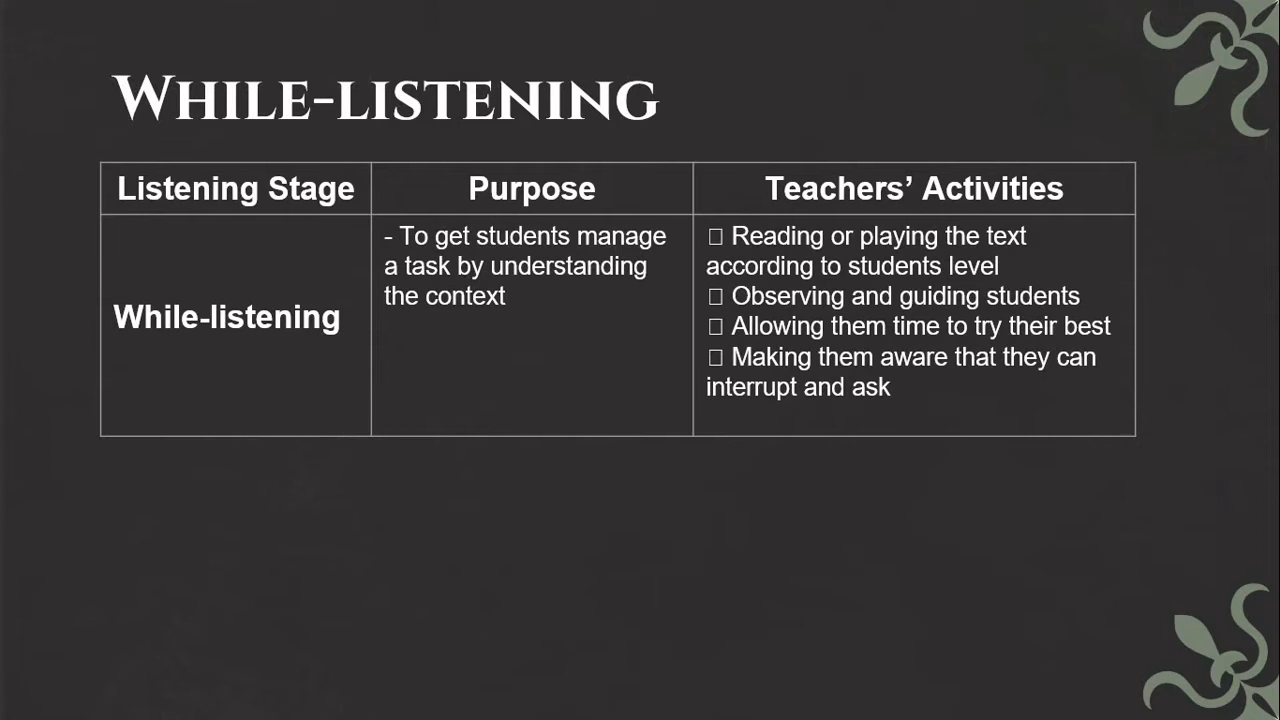 WHILE-LISTENING
Listening Stage
Purpose
Teachers’ Activities
While-listening
- To get students manage
a task by understanding
the context
□ Reading or playing the text
according to students level
□ Observing and guiding students
□ Allowing them time to try their best
□ Making them aware that they can
interrupt and ask